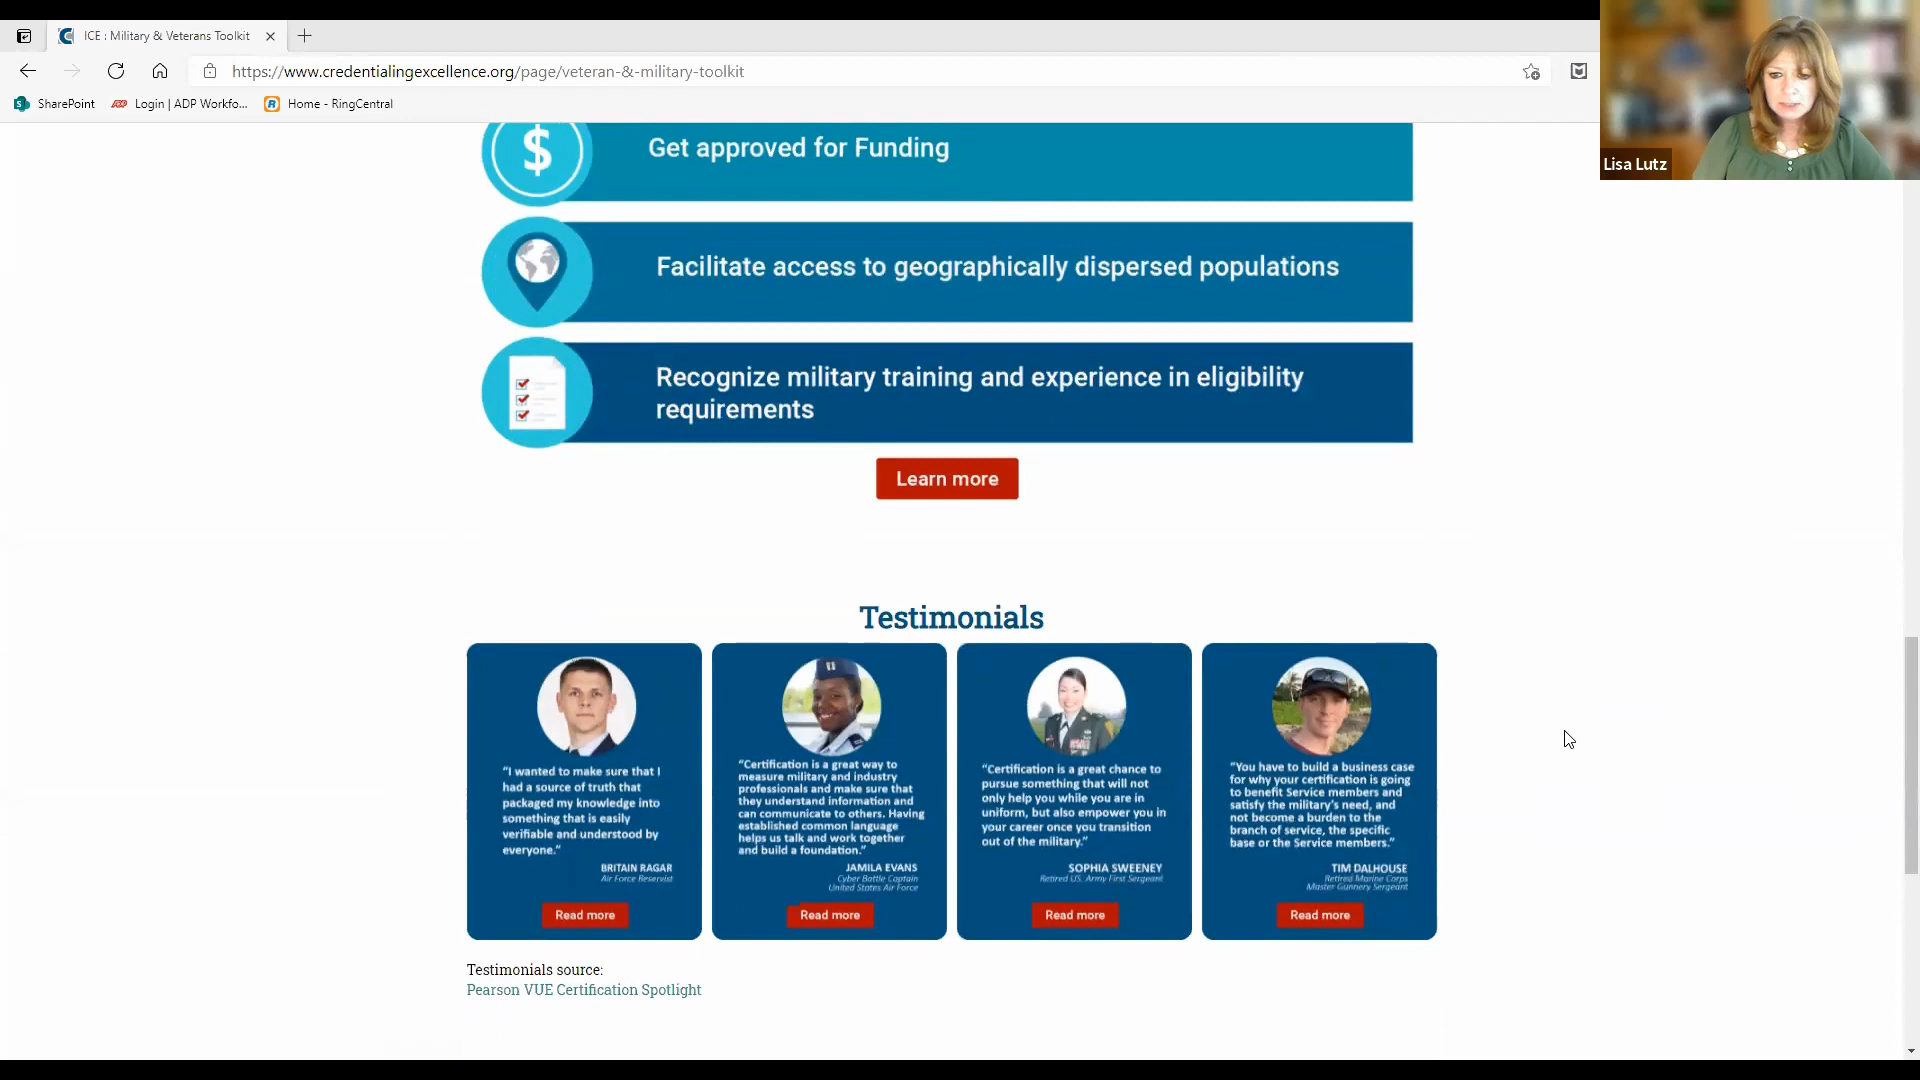 ICE : Military & Veterans Toolkit
https://www.credentialingexcellence.org/page/veteran-&-military-toolkit
SharePoint
Login | ADP Workfo...
Home - RingCentral
Lisa Lutz
$
Get approved for Funding
Facilitate access to geographically dispersed populations
Recognize military training and experience in eligibility
requirements
Learn more
Testimonials
"I wanted to make sure that I
had a source of truth that
packaged my knowledge into
something that is easily
verifiable and understood by
everyone."
BRITAIN RAGAR
Air Force Reservist
Read more
"Certification is a great way to
measure military and industry
professionals and make sure that
they understand information and
can communicate to others. Having
established common language
helps us talk and work together
and build a foundation."
JAMILA EVANS
Cyber Battle Captain
United States Air Force
Read more
"Certification is a great chance to
pursue something that will not
only help you while you are in
uniform, but also empower you in
your career once you transition
out of the military."
SOPHIA SWEENEY
Retired U.S. Army First Sergeant
Read more
"You have to build a business case
for why your certification is going
to benefit Service members and
satisfy the military's need, and
not become a burden to the
branch of service, the specific
base or the Service members."
TIM DALHOUSE
Retired Marine Corps
Master Gunnery Sergeant
Read more
Testimonials source:
Pearson VUE Certification Spotlight